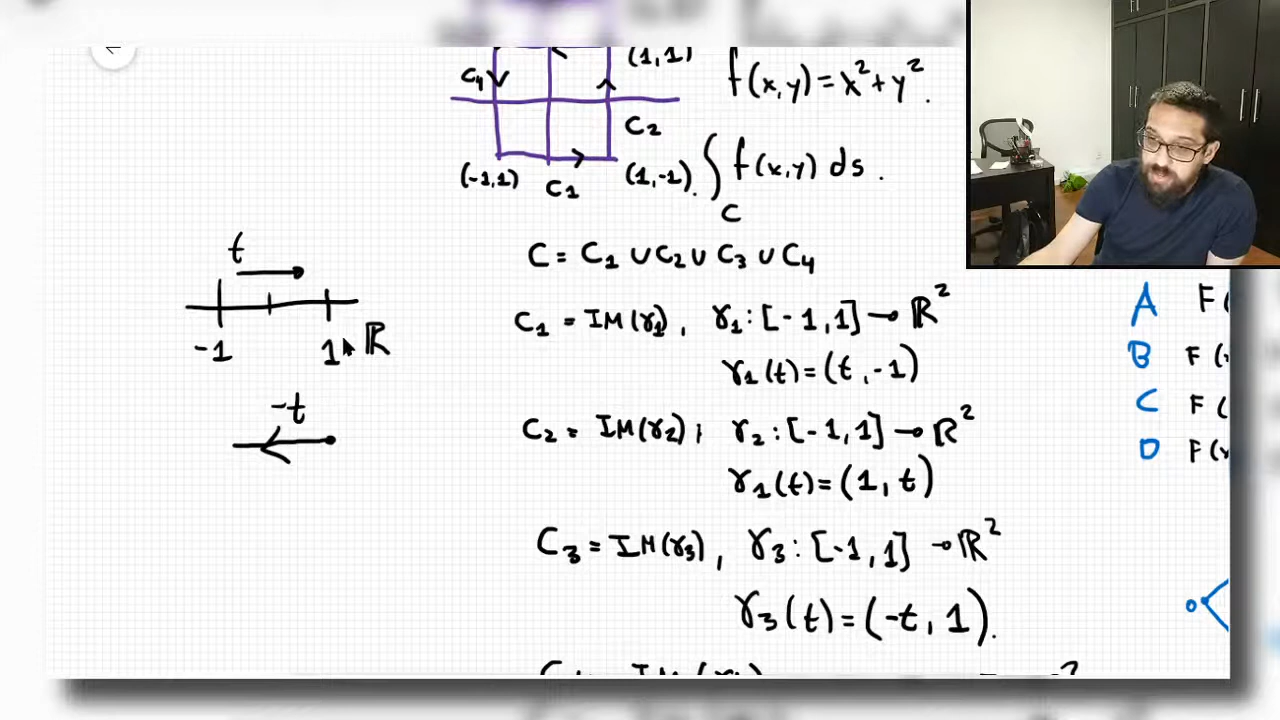 (1,1)
C4
f(x,y)=x²+y².
C2
(-1,1)
C1
(1,-1).
∫ f(x,y) ds.
C
t
C = C1 ∪ C2 ∪ C3 ∪ C4
C1 = IM(γ1), γ1: [-1,1] → ℝ²
-1
1
ℝ
γ1(t)=(t,-1)
-t
C2 = IM(γ2); γ2: [-1,1] → ℝ²
γ1(t)=(1,t)
C3 = IM(γ3), γ3: [-1,1] → ℝ²
γ3(t)=(-t,1).
A F(
B F(
C F(
D F(